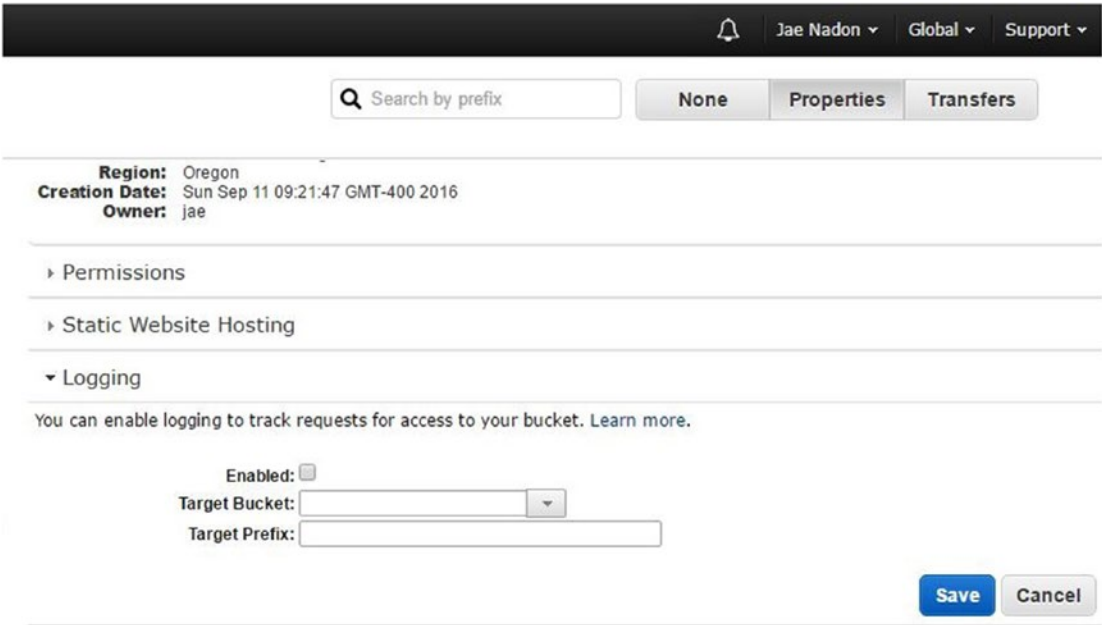 Jae Nadon Global Support
Search by prefix None Properties Transfers
Region: Oregon
Creation Date: Sun Sep 11 09:21:47 GMT-400 2016
Owner: jae
Permissions
Static Website Hosting
Logging
You can enable logging to track requests for access to your bucket. Learn more.
Enabled:
Target Bucket:
Target Prefix:
Save Cancel